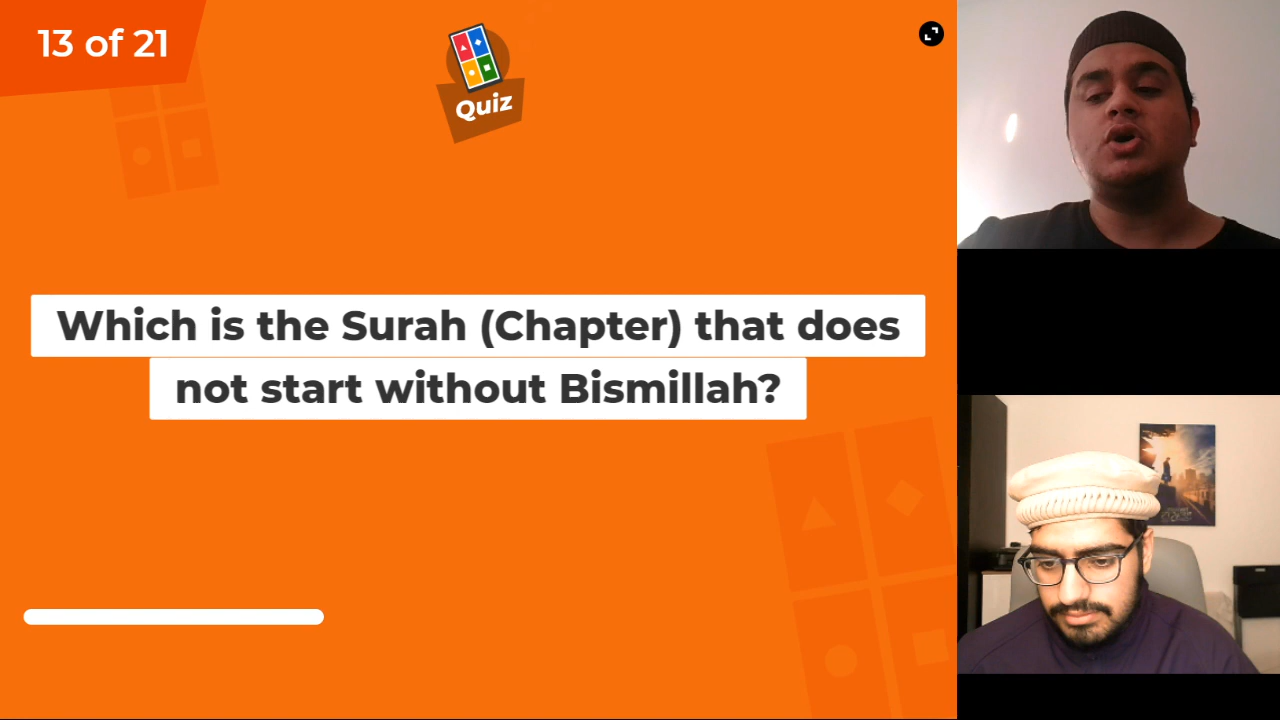 13 of 21
Quiz
Which is the Surah (Chapter) that does
not start without Bismillah?